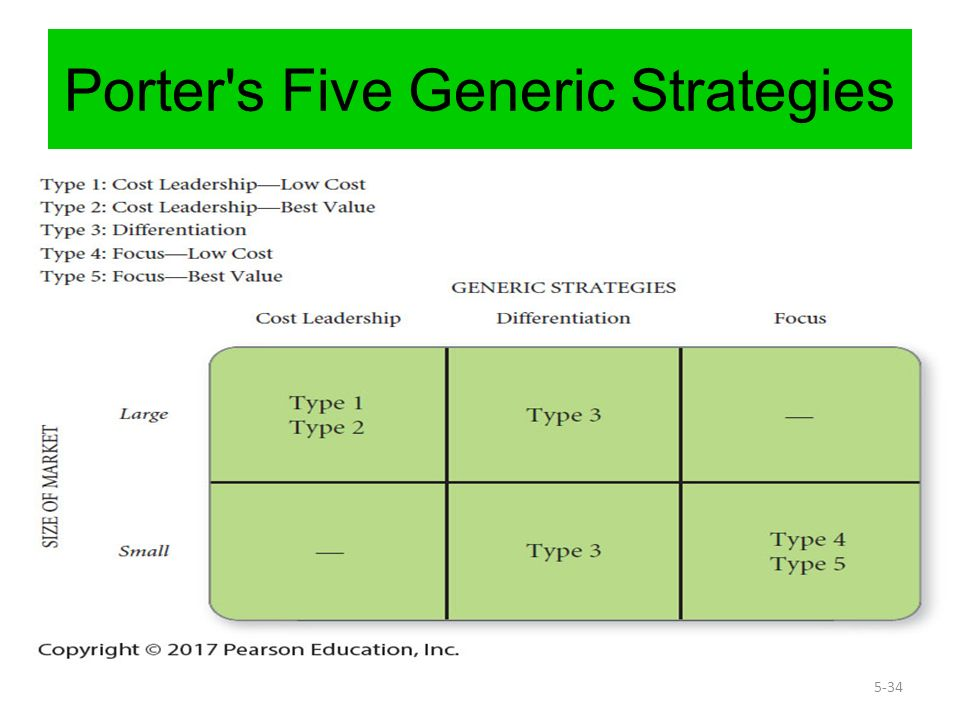 Porter's Five Generic Strategies
Type 1: Cost Leadership—Low Cost
Type 2: Cost Leadership—Best Value
Type 3: Differentiation
Type 4: Focus—Low Cost
Type 5: Focus—Best Value
GENERIC STRATEGIES
Cost Leadership Differentiation Focus
SIZE OF MARKET
Large
Type 1
Type 2
Type 3
—
Small
—
Type 3
Type 4
Type 5
Copyright © 2017 Pearson Education, Inc.
5-34